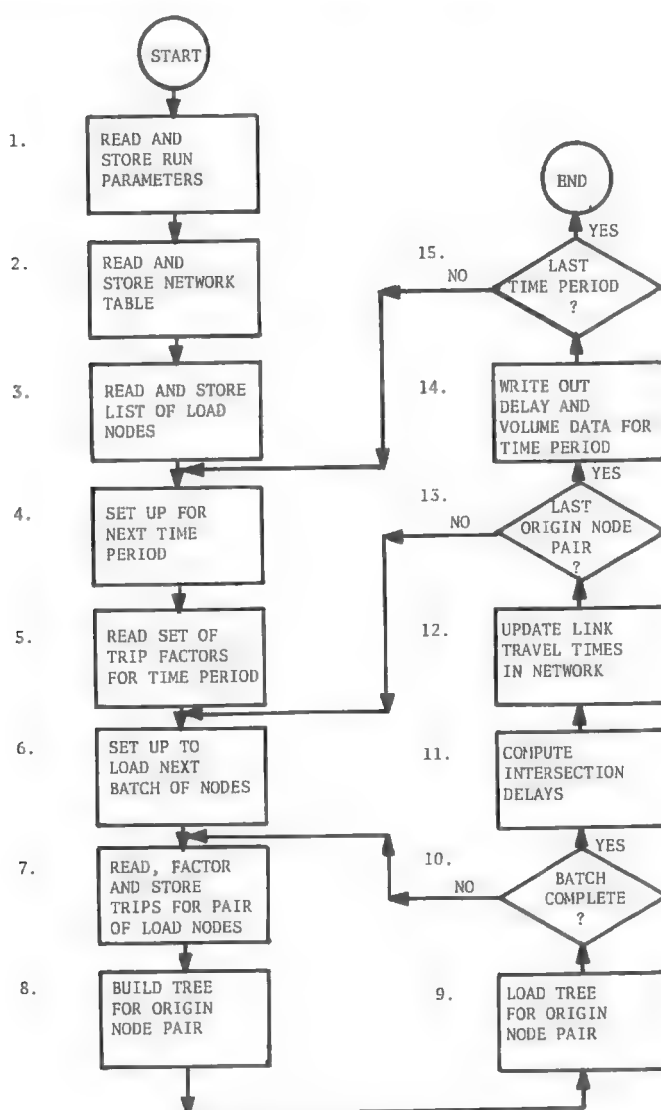 START
1.
READ AND
STORE RUN
PARAMETERS
2.
READ AND
STORE NETWORK
TABLE
3.
READ AND STORE
LIST OF LOAD
NODES
4.
SET UP FOR
NEXT TIME
PERIOD
5.
READ SET OF
TRIP FACTORS
FOR TIME PERIOD
6.
SET UP TO
LOAD NEXT
BATCH OF NODES
7.
READ, FACTOR
AND STORE
TRIPS FOR PAIR
OF LOAD NODES
8.
BUILD TREE
FOR ORIGIN
NODE PAIR
9.
LOAD TREE
FOR ORIGIN
NODE PAIR
10.
NO
YES
BATCH
COMPLETE
?
11.
COMPUTE
INTERSECTION
DELAYS
12.
UPDATE LINK
TRAVEL TIMES
IN NETWORK
13.
NO
YES
LAST
ORIGIN NODE
PAIR
?
14.
WRITE OUT
DELAY AND
VOLUME DATA FOR
TIME PERIOD
15.
NO
YES
LAST
TIME PERIOD
?
END